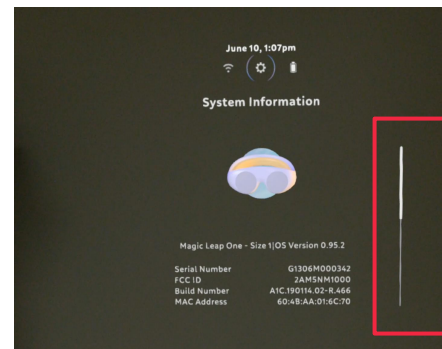 June 10, 1:07pm
System Information
Magic Leap One - Size 1|OS Version 0.95.2
Serial Number G1306M000342
FCC ID 2AM5NM1000
Build Number A1C.190114.02-R.466
MAC Address 60:4B:AA:01:6C:70